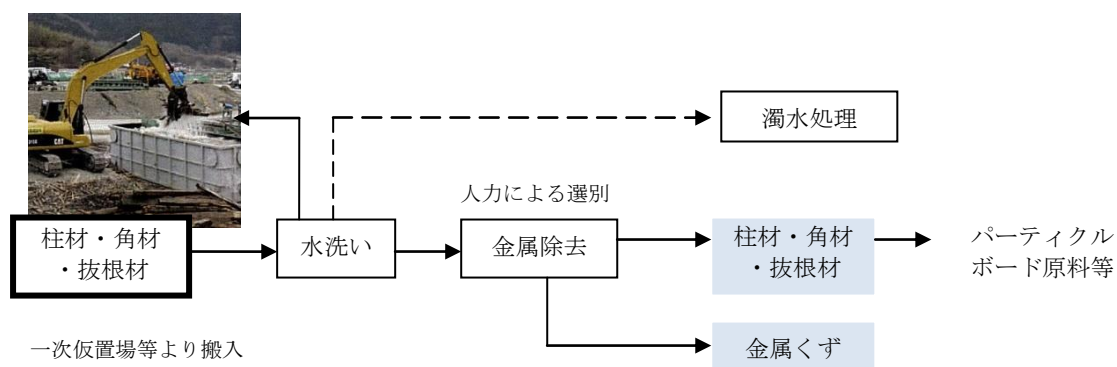 濁水処理
人力による選別
柱材・角材
・抜根材
水洗い
金属除去
柱材・角材
・抜根材
パーティクル
ボード原料等
一次仮置場等より搬入
金属くず